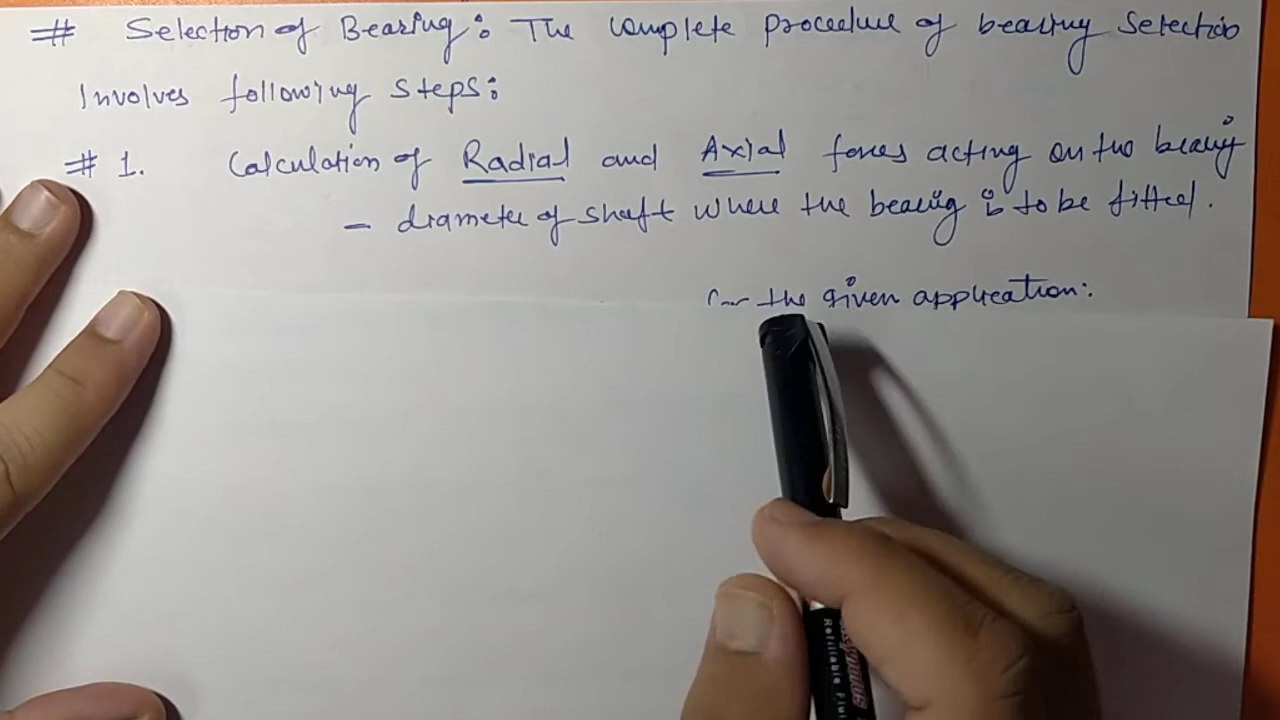 # Selection of Bearing: The complete procedure of bearing selection
Involves following steps:
# 1. Calculation of Radial and Axial forces acting on the bearing
- diameter of shaft where the bearing is to be fitted.
the given application:
Refillable